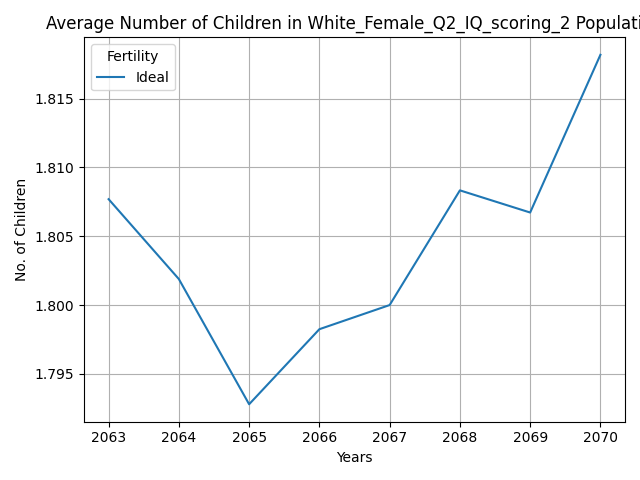 Average Number of Children in White_Female_Q2_IQ_scoring_2 Populati
Fertility
Ideal
No. of Children
1.815
1.810
1.805
1.800
1.795
2063 2064 2065 2066 2067 2068 2069 2070
Years